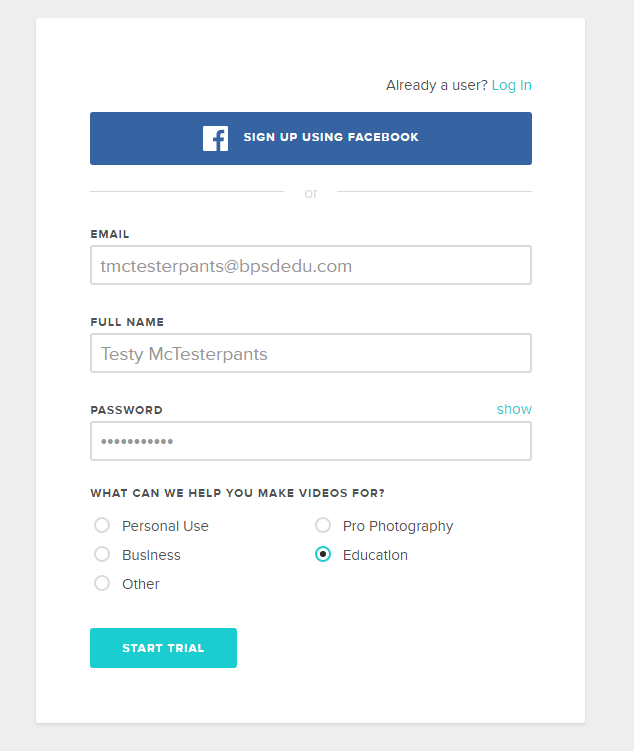 Already a user? Log In
SIGN UP USING FACEBOOK
or
EMAIL
tmctesterpants@bpsdedu.com
FULL NAME
Testy McTesterpants
PASSWORD show
•••••••••••
WHAT CAN WE HELP YOU MAKE VIDEOS FOR?
Personal Use Pro Photography
Business Education
Other
START TRIAL